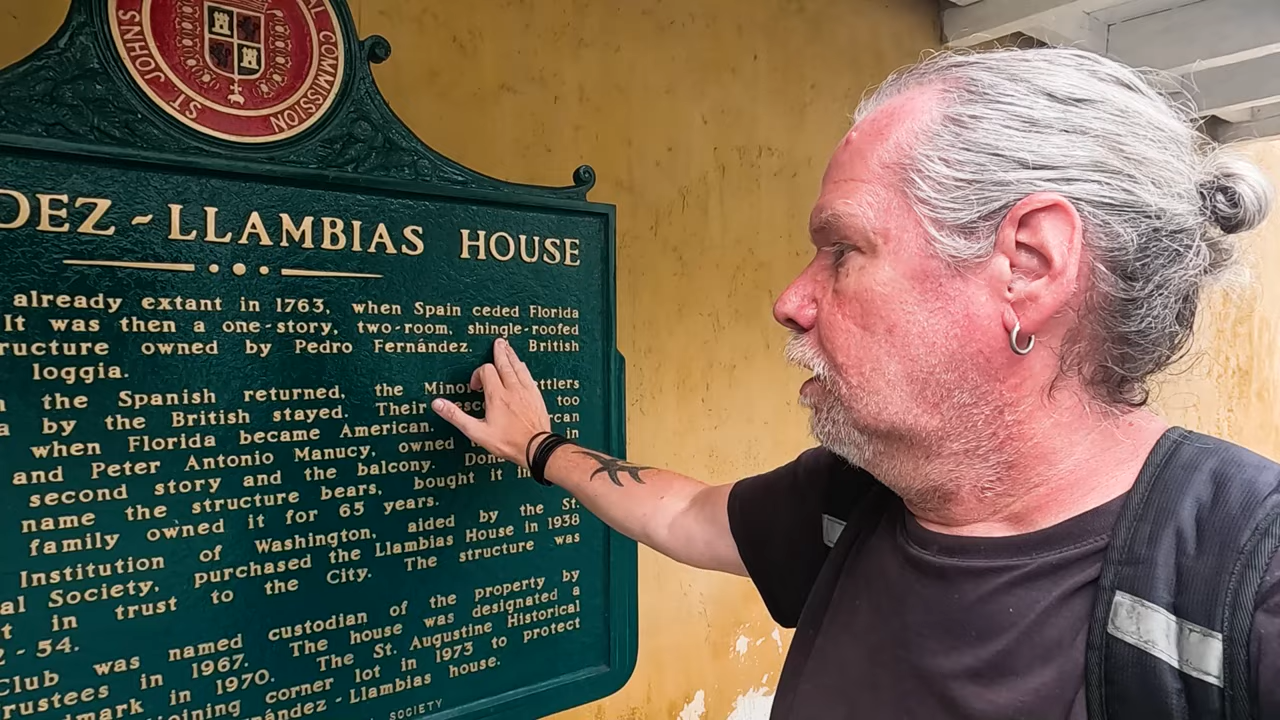 ST JOHNS
AL COMMISSION
DEZ ~ LLAMBIAS HOUSE
already extant in 1763, when Spain ceded Florida
It was then a one-story, two-room, shingle-roofed
ructure owned by Pedro Fernández. British
loggia.
the Spanish returned, the Minor ettlers
a by the British stayed. Their esc too
when Florida became American. rcan
and Peter Antonio Manucy, owned in
second story and the balcony. Don
name the structure bears, bought it in
family owned it for 65 years.
Institution of Washington, aided by the St.
al Society, purchased the Llambias House in 1938
t in trust to the City. The structure was
2-54.
Club was named custodian of the property by
rustees in 1967. The house was designated a
dmark in 1970. The St. Augustine Historical
joining corner lot in 1973 to protect
rnández-Llambias house.
SOCIETY